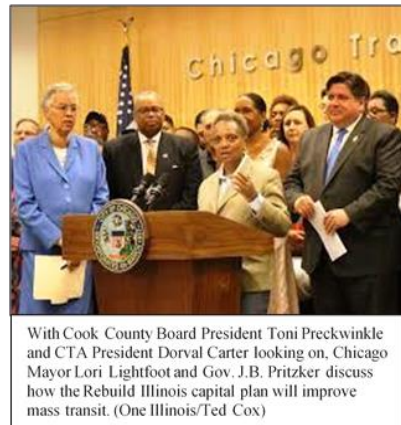 Chicago Tra
With Cook County Board President Toni Preckwinkle
and CTA President Dorval Carter looking on, Chicago
Mayor Lori Lightfoot and Gov. J.B. Pritzker discuss
how the Rebuild Illinois capital plan will improve
mass transit. (One Illinois/Ted Cox)